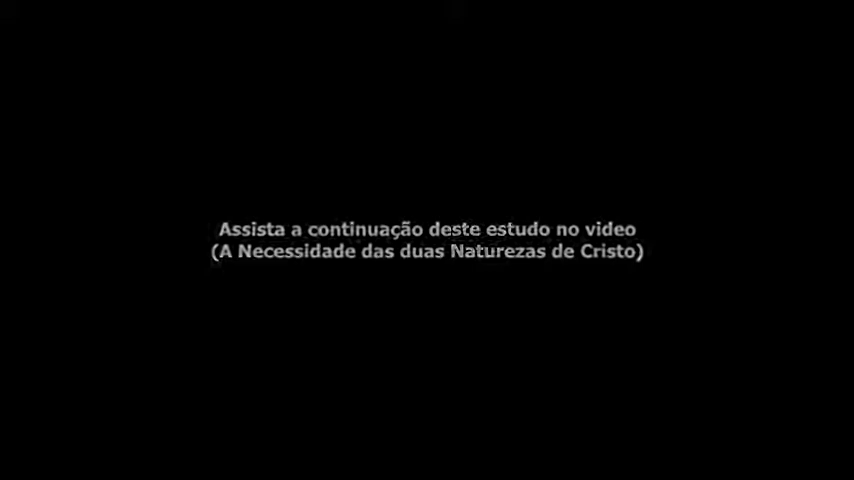 Assista a continuação deste estudo no video
(A Necessidade das duas Naturezas de Cristo)